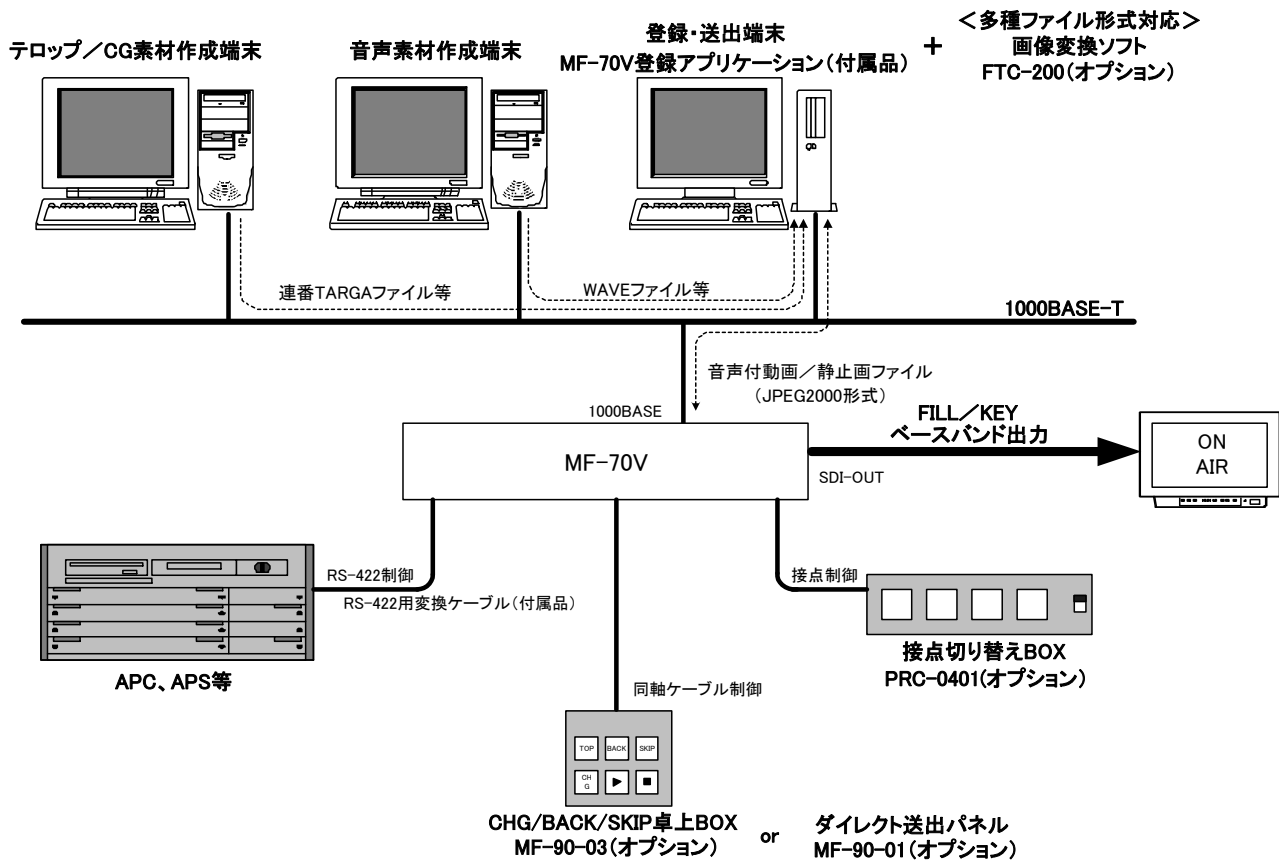 テロップ／CG素材作成端末
音声素材作成端末
登録・送出端末
MF-70V登録アプリケーション（付属品）
＋
＜多種ファイル形式対応＞
画像変換ソフト
FTC-200（オプション）
連番TARGAファイル等
WAVEファイル等
1000BASE-T
音声付動画／静止画ファイル
（JPEG2000形式）
1000BASE
MF-70V
FILL／KEY
ベースバンド出力
SDI-OUT
ON
AIR
RS-422制御
RS-422用変換ケーブル（付属品）
APC、APS等
接点制御
接点切り替えBOX
PRC-0401（オプション）
同軸ケーブル制御
TOP BACK SKIP
CH
G
CHG/BACK/SKIP卓上BOX
MF-90-03（オプション）
or
ダイレクト送出パネル
MF-90-01（オプション）